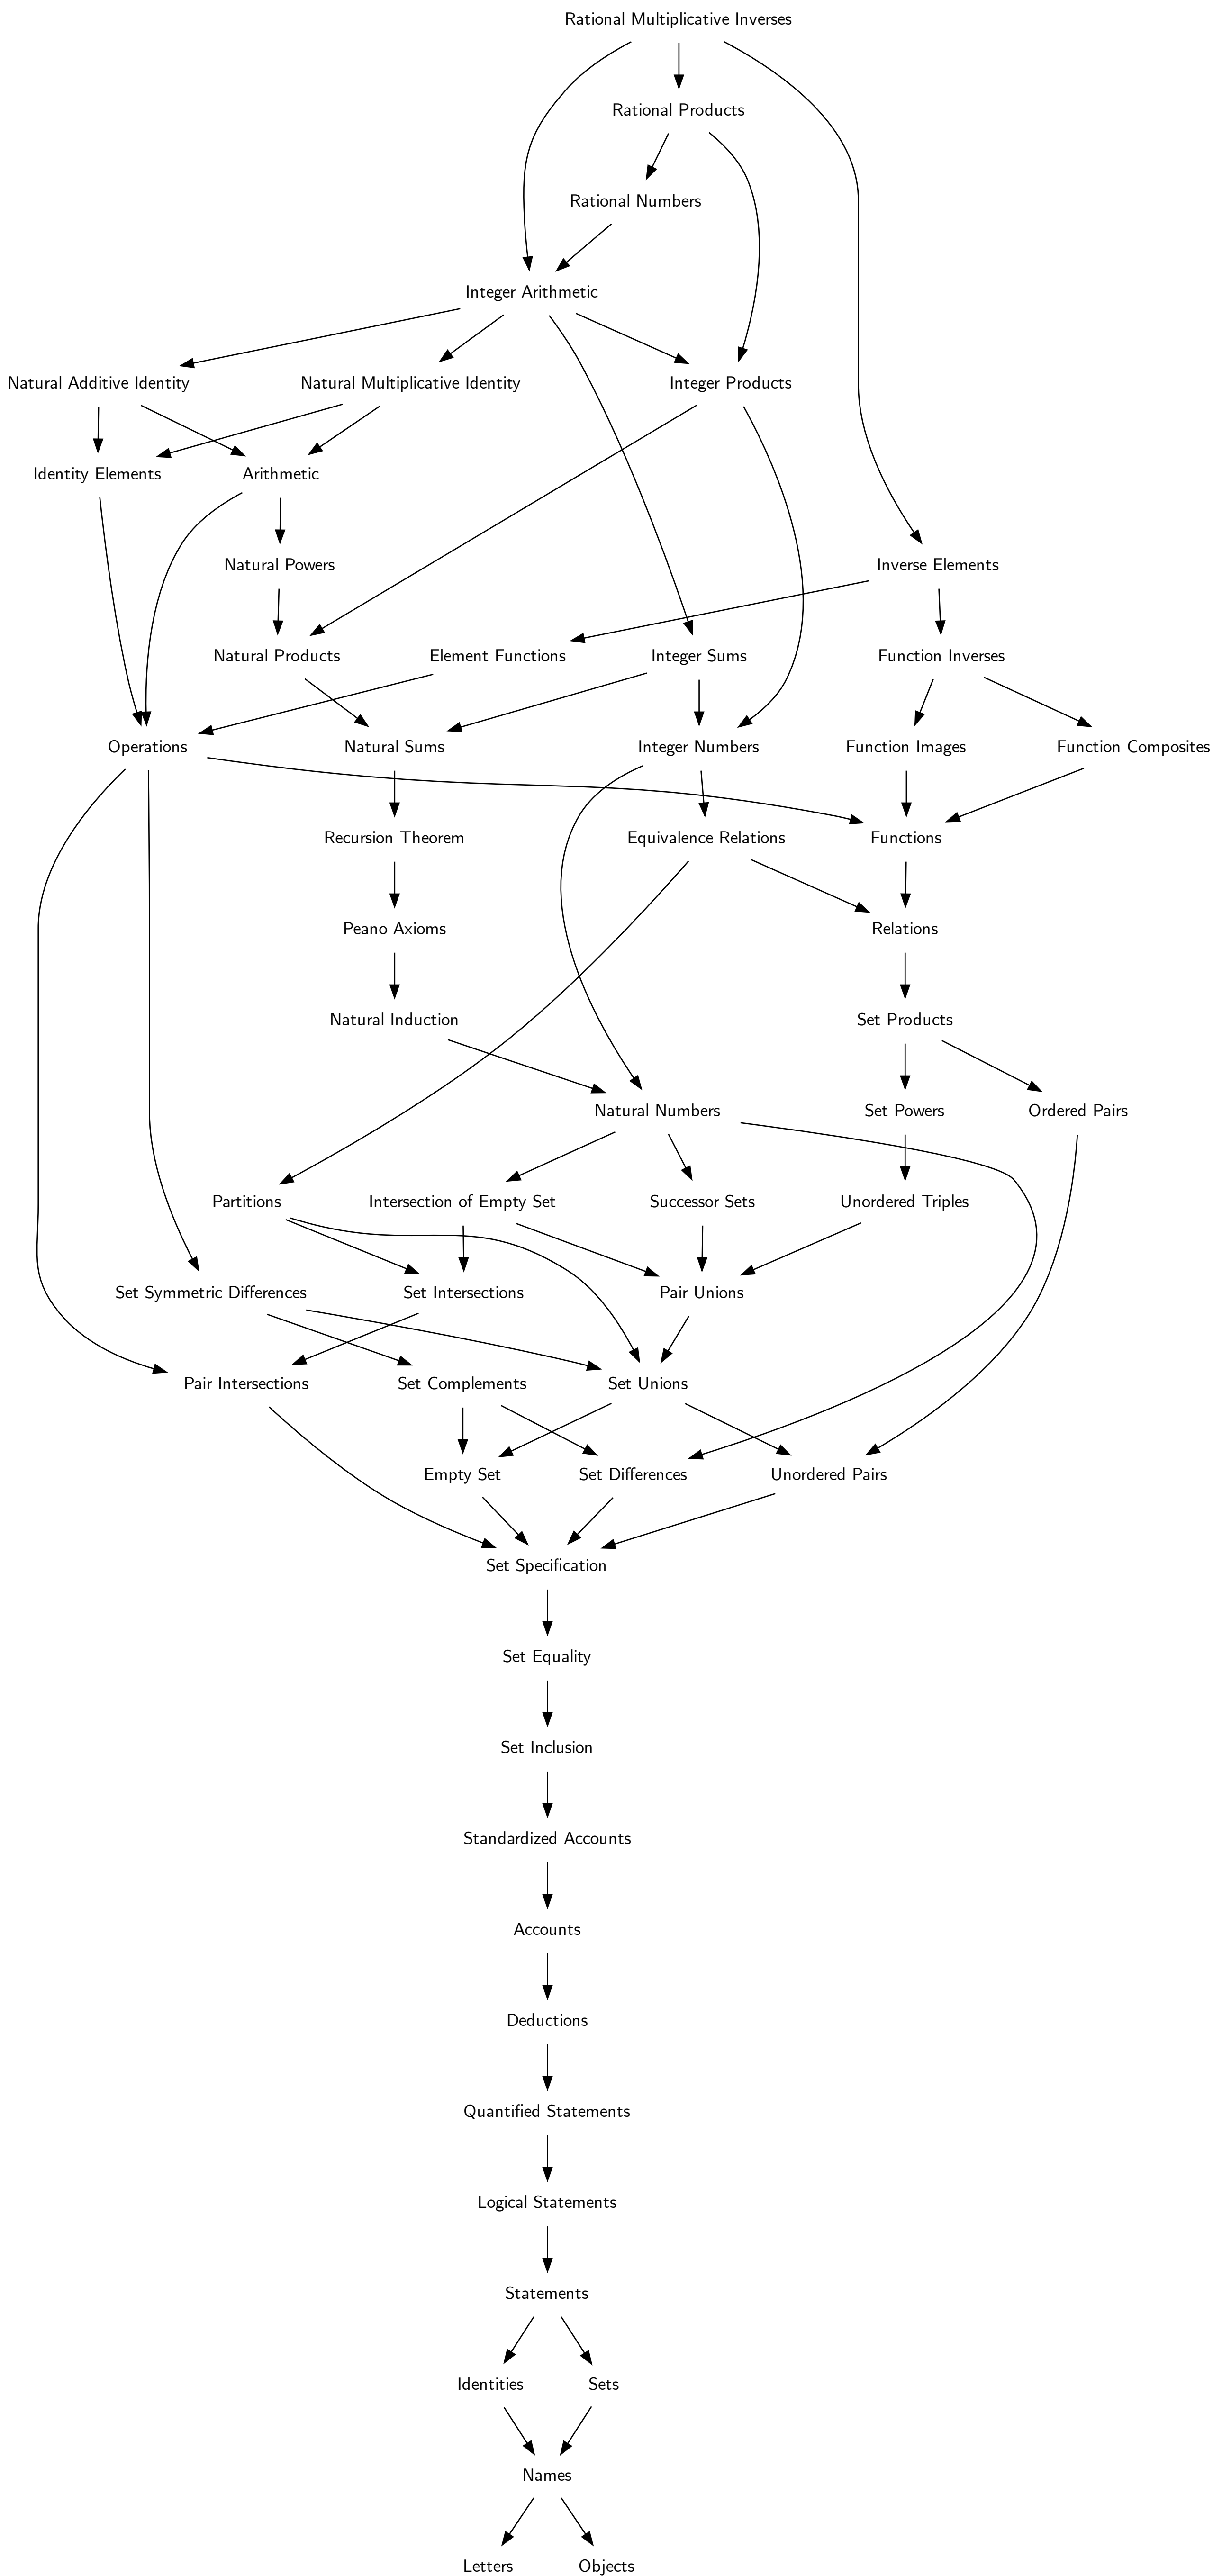 Rational Multiplicative Inverses
Rational Products
Rational Numbers
Integer Arithmetic
Natural Additive Identity
Natural Multiplicative Identity
Integer Products
Identity Elements
Arithmetic
Natural Powers
Inverse Elements
Natural Products
Element Functions
Integer Sums
Function Inverses
Operations
Natural Sums
Integer Numbers
Function Images
Function Composites
Recursion Theorem
Equivalence Relations
Functions
Peano Axioms
Relations
Natural Induction
Set Products
Natural Numbers
Set Powers
Ordered Pairs
Partitions
Intersection of Empty Set
Successor Sets
Unordered Triples
Set Symmetric Differences
Set Intersections
Pair Unions
Pair Intersections
Set Complements
Set Unions
Empty Set
Set Differences
Unordered Pairs
Set Specification
Set Equality
Set Inclusion
Standardized Accounts
Accounts
Deductions
Quantified Statements
Logical Statements
Statements
Identities
Sets
Names
Letters
Objects